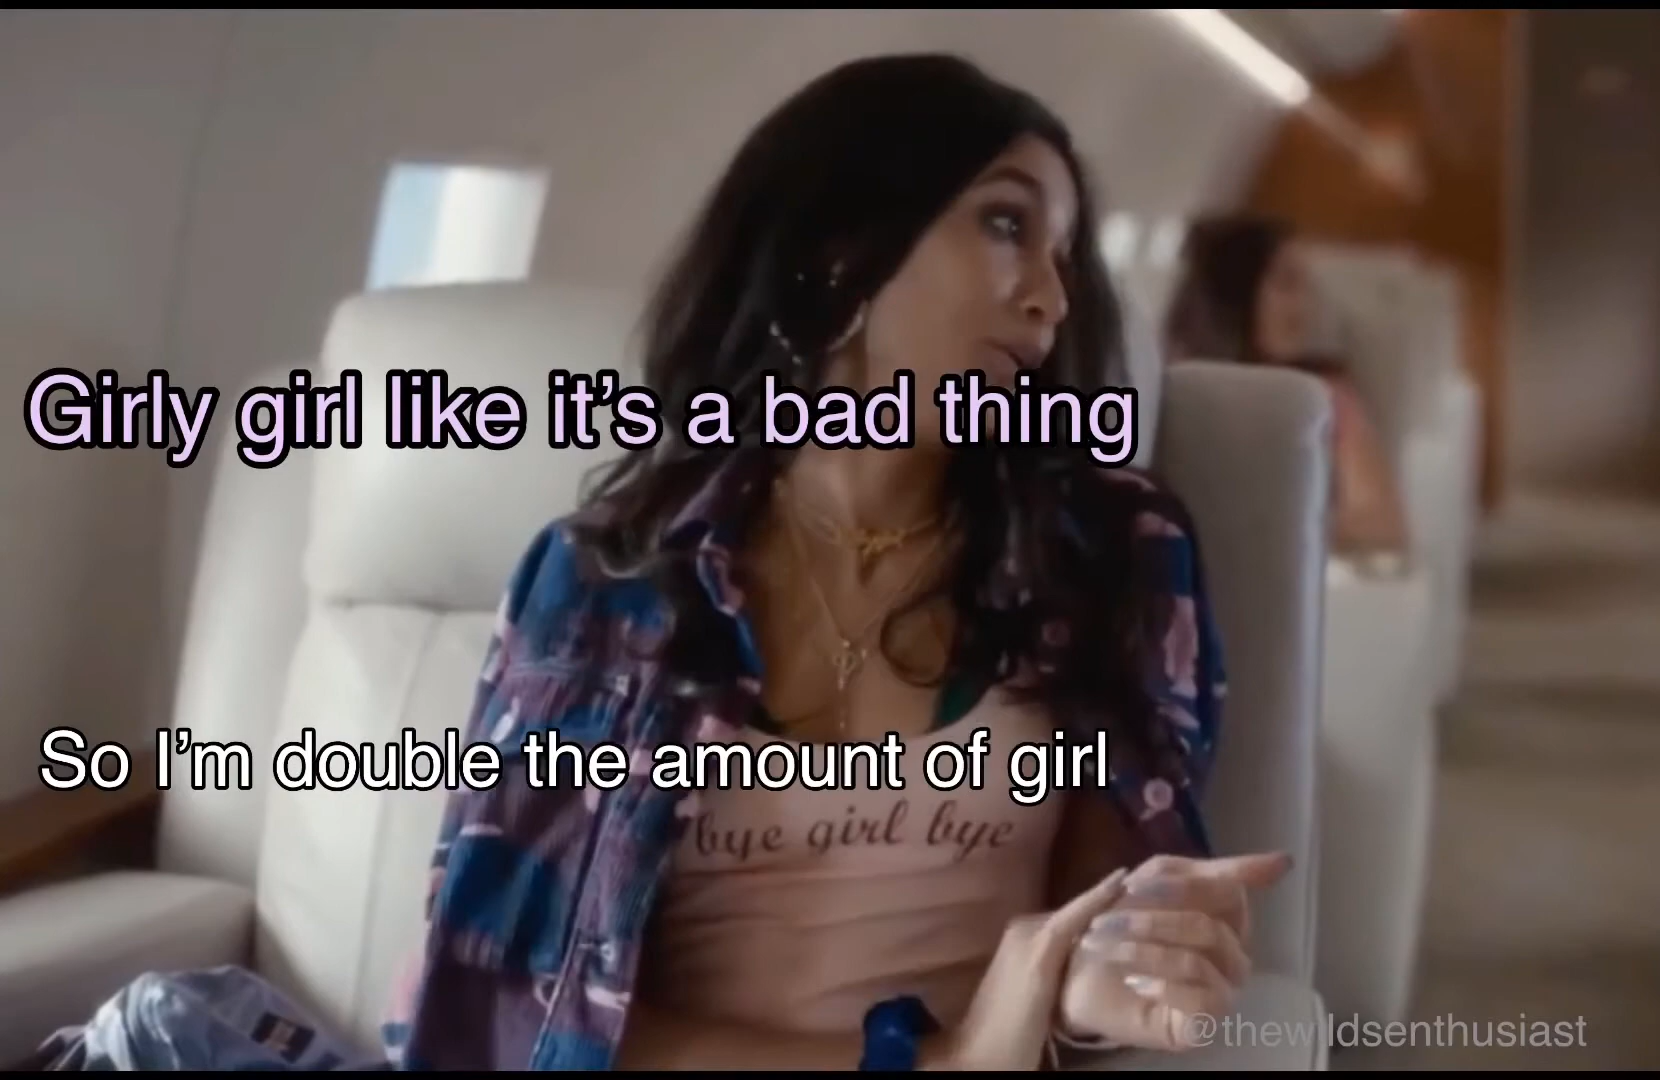 Girly girl like it's a bad thing
So I'm double the amount of girl
bye girl bye
@thewildsenthusiast